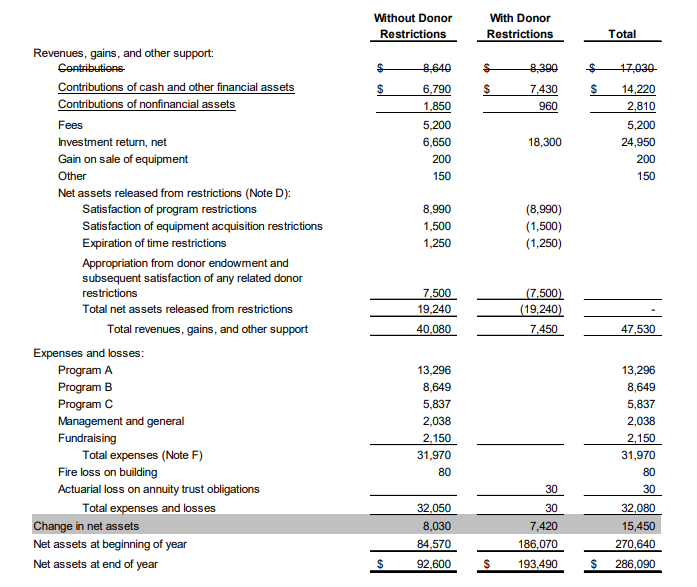 Without Donor Restrictions With Donor Restrictions Total
Revenues, gains, and other support:
Contributions $ 8,640 $ 8,390 $ 17,030
Contributions of cash and other financial assets $ 6,790 $ 7,430 $ 14,220
Contributions of nonfinancial assets 1,850 960 2,810
Fees 5,200 5,200
Investment return, net 6,650 18,300 24,950
Gain on sale of equipment 200 200
Other 150 150
Net assets released from restrictions (Note D):
Satisfaction of program restrictions 8,990 (8,990)
Satisfaction of equipment acquisition restrictions 1,500 (1,500)
Expiration of time restrictions 1,250 (1,250)
Appropriation from donor endowment and
subsequent satisfaction of any related donor
restrictions 7,500 (7,500)
Total net assets released from restrictions 19,240 (19,240) -
Total revenues, gains, and other support 40,080 7,450 47,530
Expenses and losses:
Program A 13,296 13,296
Program B 8,649 8,649
Program C 5,837 5,837
Management and general 2,038 2,038
Fundraising 2,150 2,150
Total expenses (Note F) 31,970 31,970
Fire loss on building 80 80
Actuarial loss on annuity trust obligations 30 30
Total expenses and losses 32,050 30 32,080
Change in net assets 8,030 7,420 15,450
Net assets at beginning of year 84,570 186,070 270,640
Net assets at end of year $ 92,600 $ 193,490 $ 286,090